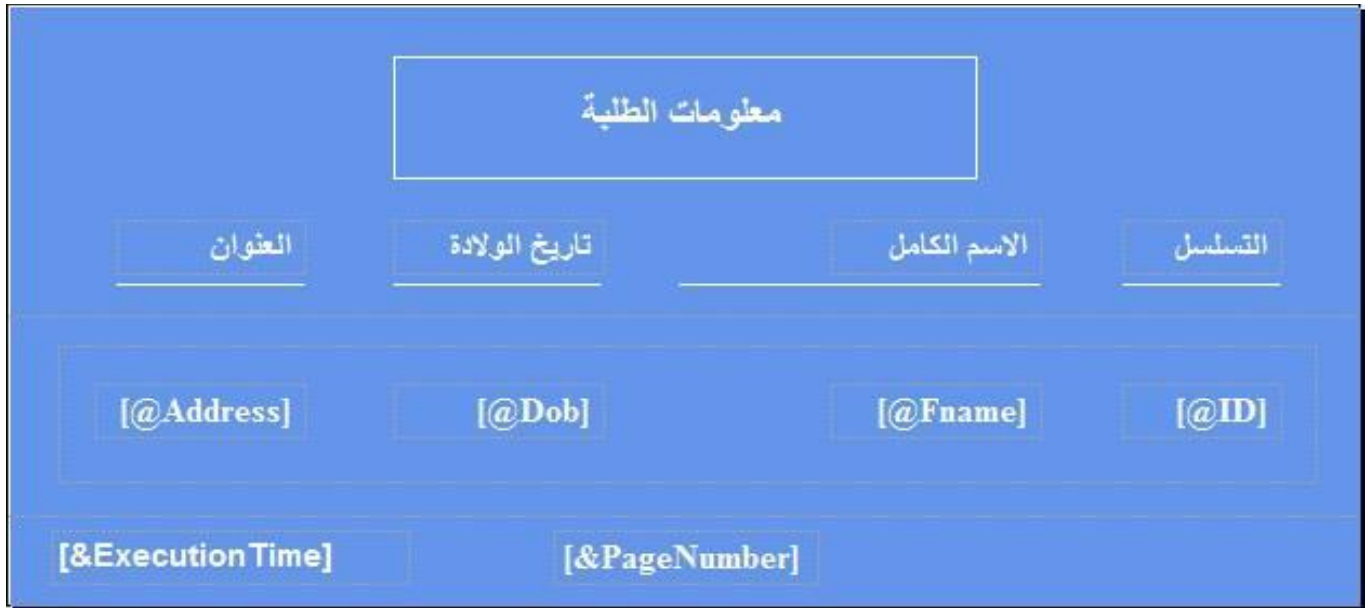 معلومات الطلبة
التسلسل الاسم الكامل تاريخ الولادة العنوان
[@ID] [@Fname] [@Dob] [@Address]
[&ExecutionTime] [&PageNumber]